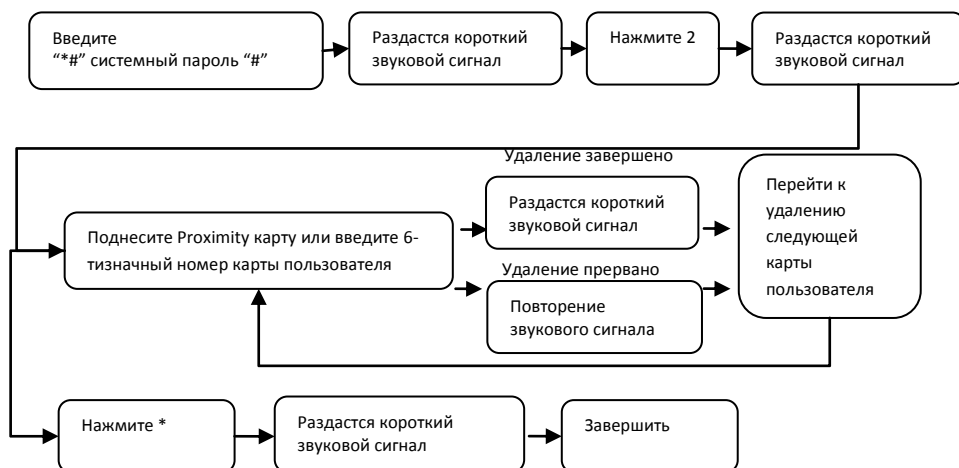 Введите
“*#” системный пароль “#”
Раздастся короткий
звуковой сигнал
Нажмите 2
Раздастся короткий
звуковой сигнал
Удаление завершено
Раздастся короткий
звуковой сигнал
Перейти к
удалению
следующей
карты
пользователя
Поднесите Proximity карту или введите 6-
тизначный номер карты пользователя
Удаление прервано
Повторение
звукового сигнала
Нажмите *
Раздастся короткий
звуковой сигнал
Завершить